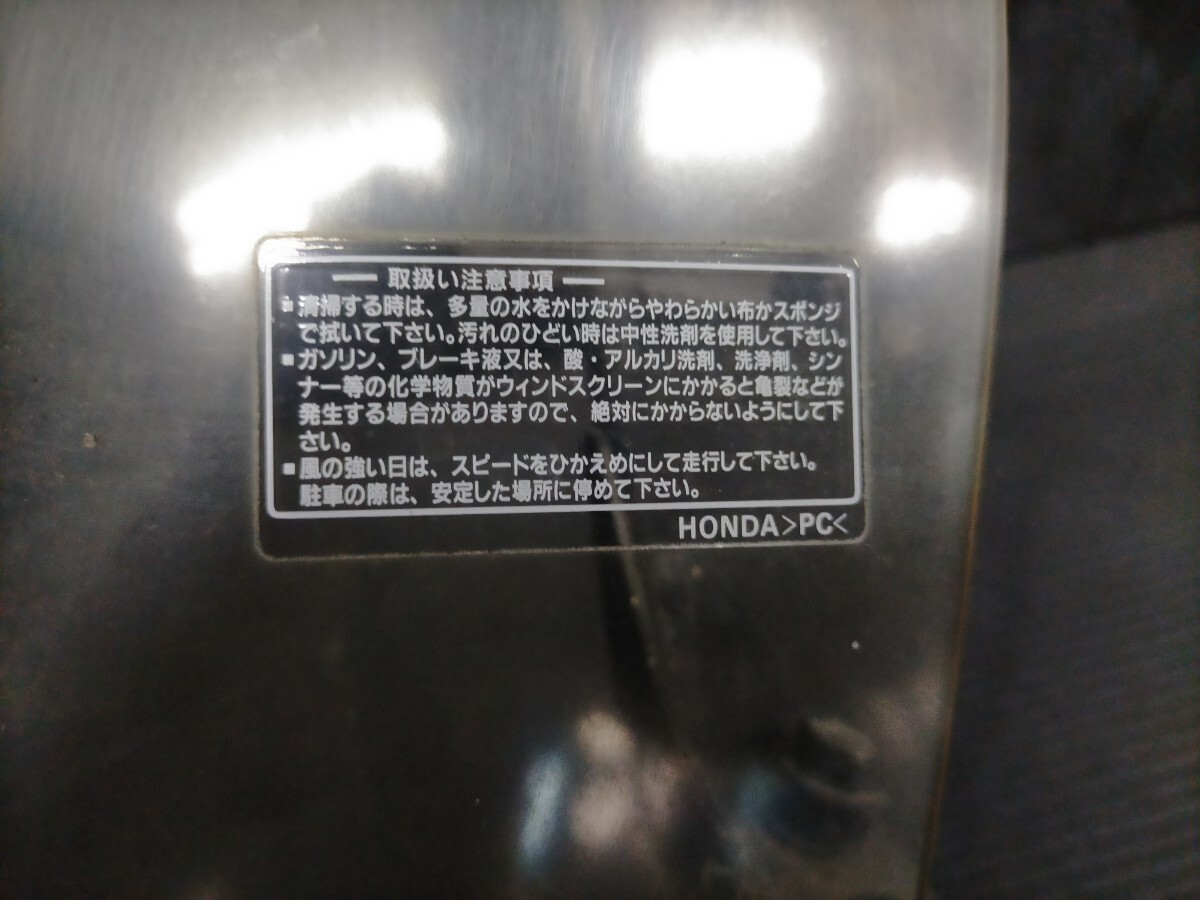 取扱い注意事項
▪清掃する時は、多量の水をかけながらやわらかい布かスポンジ
で拭いて下さい。汚れのひどい時は中性洗剤を使用して下さい。
▪ガソリン、ブレーキ液又は、酸・アルカリ洗剤、洗浄剤、シン
ナー等の化学物質がウィンドスクリーンにかかると亀裂などが
発生する場合がありますので、絶対にかからないようにして下
さい。
▪風の強い日は、スピードをひかえめにして走行して下さい。
駐車の際は、安定した場所に停めて下さい。
HONDA>PC<